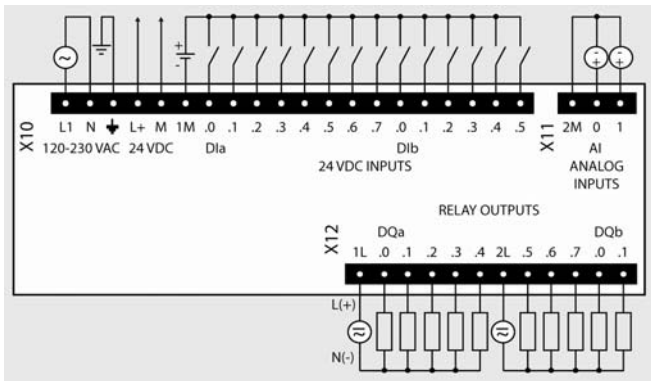 +
-
~
-
+
-
+
X10
L1 N L+ M 1M .0 .1 .2 .3 .4 .5 .6 .7 .0 .1 .2 .3 .4 .5
120-230 VAC 24 VDC DIa DIb
24 VDC INPUTS
X11
2M 0 1
AI
ANALOG
INPUTS
RELAY OUTPUTS
X12
DQa DQb
1L .0 .1 .2 .3 .4 2L .5 .6 .7 .0 .1
L(+)
N(-)